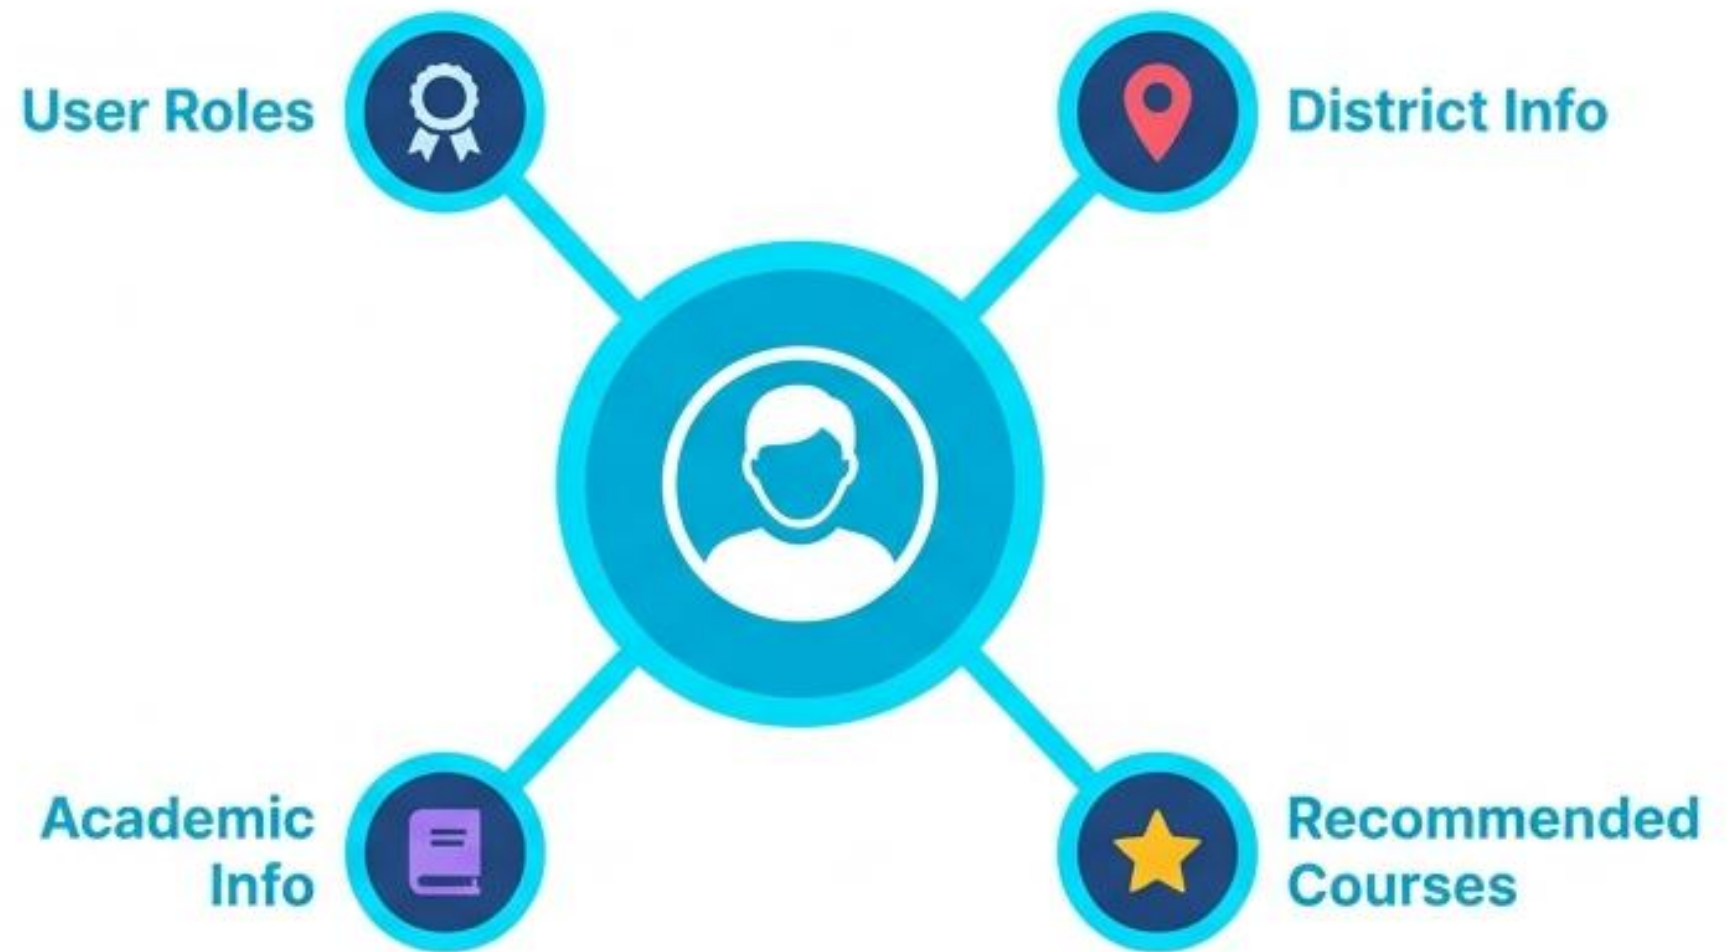 User Roles
District Info
Academic
Info
Recommended
Courses